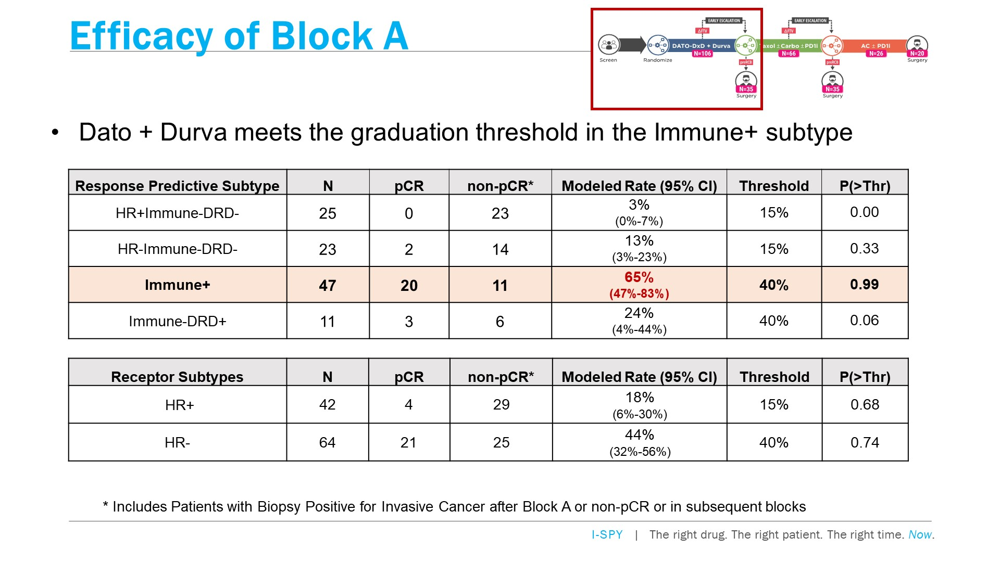 Efficacy of Block A
EARLY ESCALATION
EARLY ESCALATION
ΔFTV
ΔFTV
DATO-DxD + Durva
axol ± Carbo ± PD1i
AC ± PD1i
N=106
N=66
N=26
N=20
Screen
Randomize
Surgery
preRCB
preRCB
N=35
N=35
Surgery
Surgery
• Dato + Durva meets the graduation threshold in the Immune+ subtype
Response Predictive Subtype N pCR non-pCR* Modeled Rate (95% CI) Threshold P(>Thr)
HR+Immune-DRD- 25 0 23 3% (0%-7%) 15% 0.00
HR-Immune-DRD- 23 2 14 13% (3%-23%) 15% 0.33
Immune+ 47 20 11 65% (47%-83%) 40% 0.99
Immune-DRD+ 11 3 6 24% (4%-44%) 40% 0.06
Receptor Subtypes N pCR non-pCR* Modeled Rate (95% CI) Threshold P(>Thr)
HR+ 42 4 29 18% (6%-30%) 15% 0.68
HR- 64 21 25 44% (32%-56%) 40% 0.74
* Includes Patients with Biopsy Positive for Invasive Cancer after Block A or non-pCR or in subsequent blocks
I-SPY | The right drug. The right patient. The right time. Now.